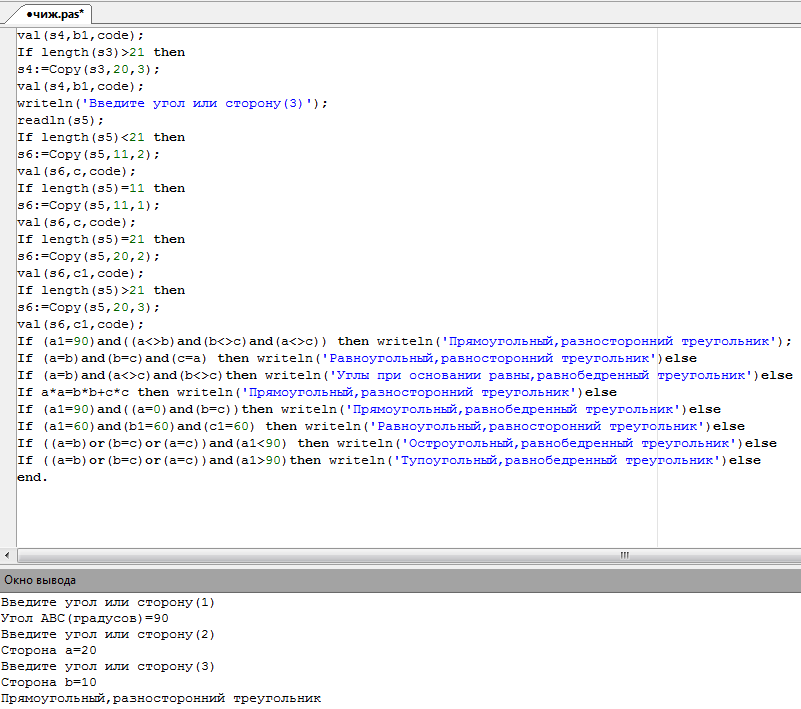 •чиж.pas*
val(s4,b1,code);
If length(s3)>21 then
s4:=Copy(s3,20,3);
val(s4,b1,code);
writeln('Введите угол или сторону(3)');
readln(s5);
If length(s5)<21 then
s6:=Copy(s5,11,2);
val(s6,c,code);
If length(s5)=11 then
s6:=Copy(s5,11,1);
val(s6,c,code);
If length(s5)=21 then
s6:=Copy(s5,20,2);
val(s6,c1,code);
If length(s5)>21 then
s6:=Copy(s5,20,3);
val(s6,c1,code);
If (a1=90)and((a<>b)and(b<>c)and(a<>c)) then writeln('Прямоугольный,разносторонний треугольник');
If (a=b)and(b=c)and(c=a) then writeln('Равноугольный,равносторонний треугольник')else
If (a=b)and(a<>c)and(b<>c)then writeln('Углы при основании равны,равнобедренный треугольник')else
If a*a=b*b+c*c then writeln('Прямоугольный,разносторонний треугольник')else
If (a1=90)and((a=0)and(b=c))then writeln('Прямоугольный,равнобедренный треугольник')else
If (a1=60)and(b1=60)and(c1=60) then writeln('Равноугольный,равносторонний треугольник')else
If ((a=b)or(b=c)or(a=c))and(a1<90) then writeln('Остроугольный,равнобедренный треугольник')else
If ((a=b)or(b=c)or(a=c))and(a1>90)then writeln('Тупоугольный,равнобедренный треугольник')else
end.
Окно вывода
Введите угол или сторону(1)
Угол ABC(градусов)=90
Введите угол или сторону(2)
Сторона a=20
Введите угол или сторону(3)
Сторона b=10
Прямоугольный,разносторонний треугольник